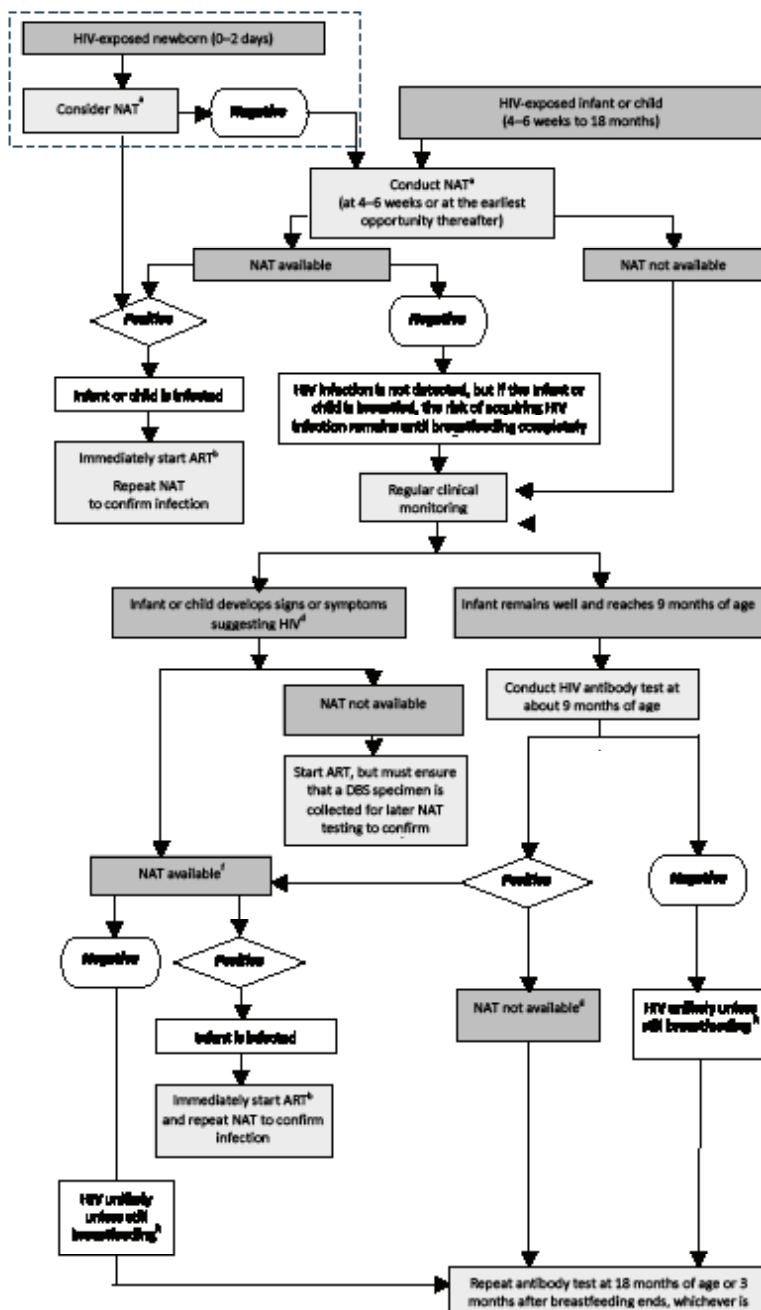 HIV-exposed newborn (0–2 days)
Consider NATᵃ
Negative
HIV-exposed infant or child
(4–6 weeks to 18 months)
Conduct NATᵃ
(at 4–6 weeks or at the earliest
opportunity thereafter)
NAT available
NAT not available
Positive
Negative
Infant or child is infected
HIV infection is not detected, but if the infant or
child is breastfed, the risk of acquiring HIV
infection remains until breastfeeding completely
Immediately start ARTᵇ
Repeat NAT
to confirm infection
Regular clinical
monitoring
Infant or child develops signs or symptoms
suggesting HIVᵈ
Infant remains well and reaches 9 months of age
NAT not available
Conduct HIV antibody test at
about 9 months of age
Start ART, but must ensure
that a DBS specimen is
collected for later NAT
testing to confirm
NAT availableᶠ
Positive
Negative
Negative
Positive
NAT not available
HIV unlikely unless
still breastfeedingʰ
Infant is infected
Immediately start ARTᵇ
and repeat NAT to confirm
infection
HIV unlikely
unless still
breastfeedingʰ
Repeat antibody test at 18 months of age or 3
months after breastfeeding ends, whichever is